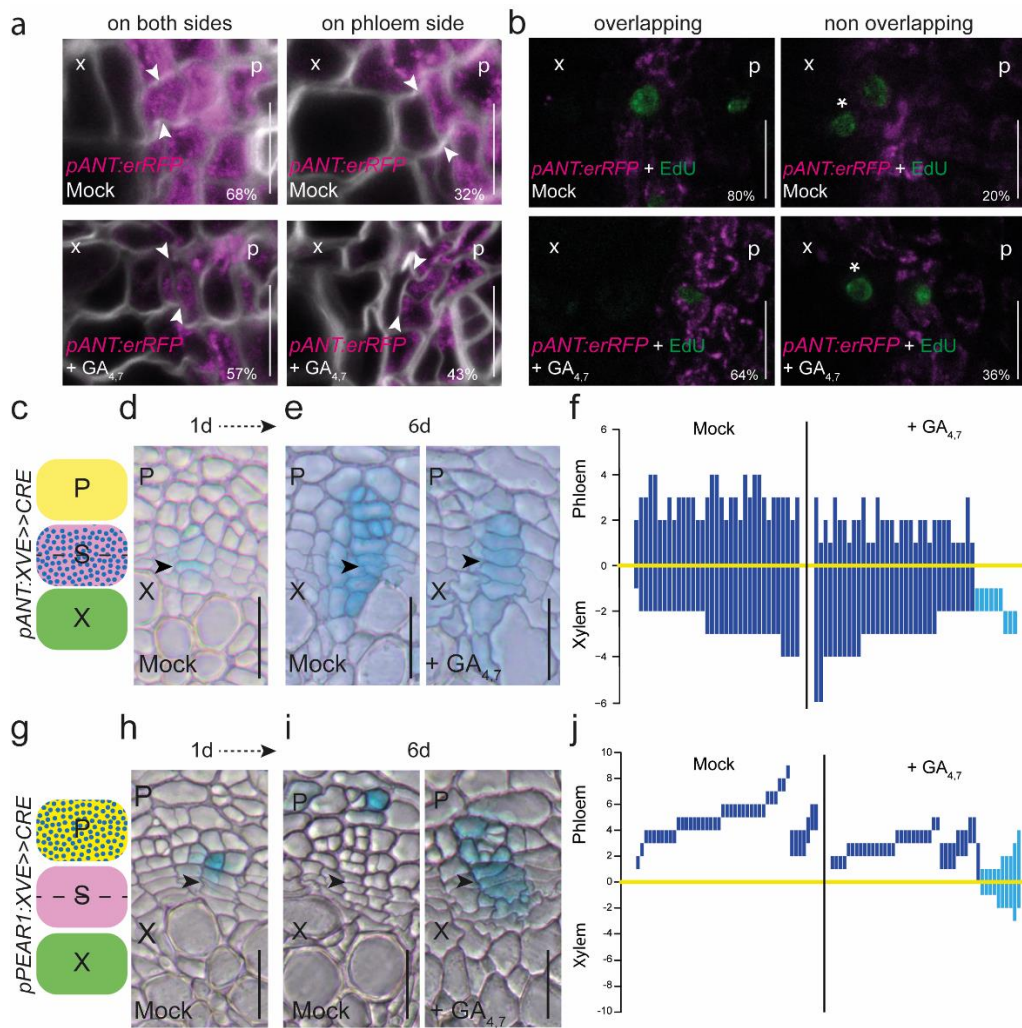 a
on both sides
on phloem side
x
p
pANT:erRFP
Mock
68%
x
p
pANT:erRFP
Mock
32%
x
p
pANT:erRFP
+ GA4,7
57%
x
p
pANT:erRFP
+ GA4,7
43%
b
overlapping
non overlapping
x
p
pANT:erRFP + EdU
Mock
80%
x
p
*
pANT:erRFP + EdU
Mock
20%
x
p
pANT:erRFP + EdU
+ GA4,7
64%
x
p
*
pANT:erRFP + EdU
+ GA4,7
36%
c
pANT:XVE>>CRE
P
S
X
d
1d
P
X
Mock
e
6d
P
X
Mock
P
X
+ GA4,7
f
Mock
+ GA4,7
Phloem
Xylem
6
4
2
0
-2
-4
-6
g
pPEAR1:XVE>>CRE
P
S
X
h
1d
P
X
Mock
i
6d
P
X
Mock
P
X
+ GA4,7
j
Mock
+ GA4,7
Phloem
Xylem
10
8
6
4
2
0
-2
-4
-6
-8
-10